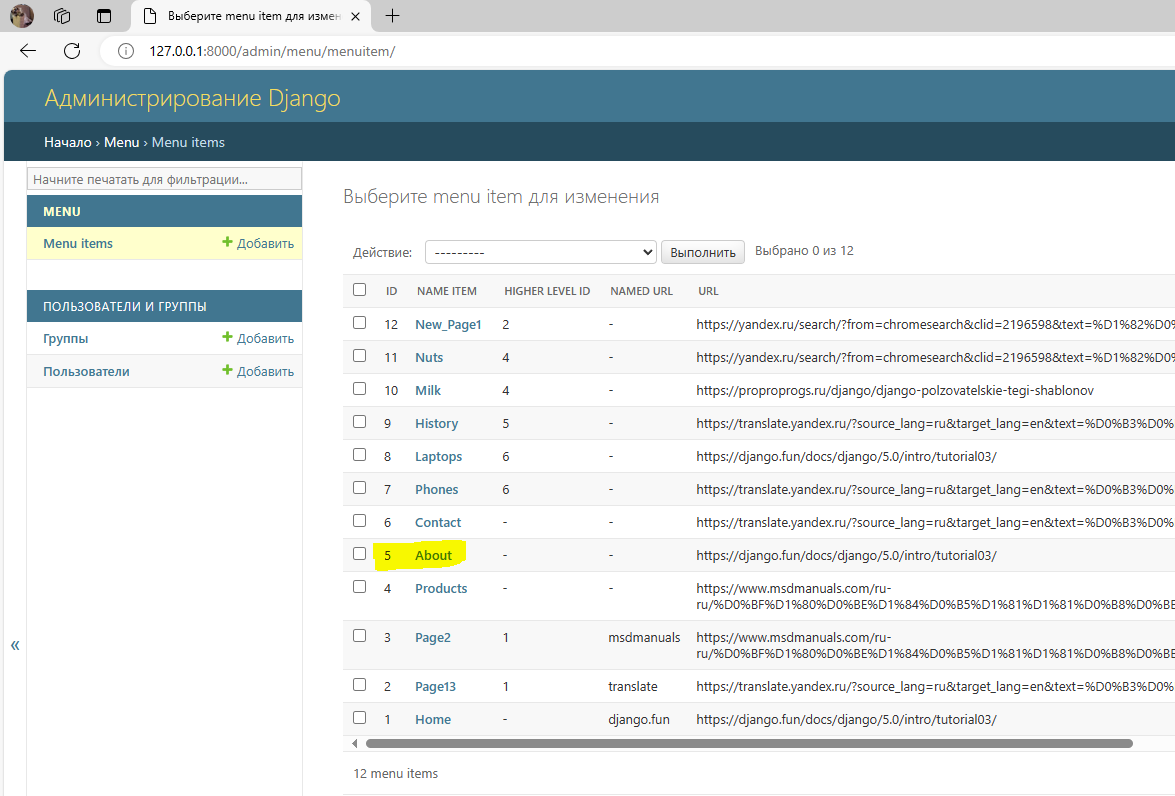 Выберите menu item для измен
127.0.0.1:8000/admin/menu/menuitem/
Администрирование Django
Начало › Menu › Menu items
Начните печатать для фильтрации...
MENU
Menu items + Добавить
ПОЛЬЗОВАТЕЛИ И ГРУППЫ
Группы + Добавить
Пользователи + Добавить
«
Выберите menu item для изменения
Действие: --------- Выполнить Выбрано 0 из 12
ID NAME ITEM HIGHER LEVEL ID NAMED URL URL
12 New_Page1 2 - https://yandex.ru/search/?from=chromesearch&clid=2196598&text=%D1%82%D0%
11 Nuts 4 - https://yandex.ru/search/?from=chromesearch&clid=2196598&text=%D1%82%D0%
10 Milk 4 - https://proproprogs.ru/django/django-polzovatelskie-tegi-shablonov
9 History 5 - https://translate.yandex.ru/?source_lang=ru&target_lang=en&text=%D0%B3%D0%
8 Laptops 6 - https://django.fun/docs/django/5.0/intro/tutorial03/
7 Phones 6 - https://translate.yandex.ru/?source_lang=ru&target_lang=en&text=%D0%B3%D0%
6 Contact - - https://translate.yandex.ru/?source_lang=ru&target_lang=en&text=%D0%B3%D0%
5 About - - https://django.fun/docs/django/5.0/intro/tutorial03/
4 Products - - https://www.msdmanuals.com/ru-
ru/%D0%BF%D1%80%D0%BE%D1%84%D0%B5%D1%81%D1%81%D0%B8%D0%BE
3 Page2 1 msdmanuals https://www.msdmanuals.com/ru-
ru/%D0%BF%D1%80%D0%BE%D1%84%D0%B5%D1%81%D1%81%D0%B8%D0%BE
2 Page13 1 translate https://translate.yandex.ru/?source_lang=ru&target_lang=en&text=%D0%B3%D0%
1 Home - django.fun https://django.fun/docs/django/5.0/intro/tutorial03/
12 menu items